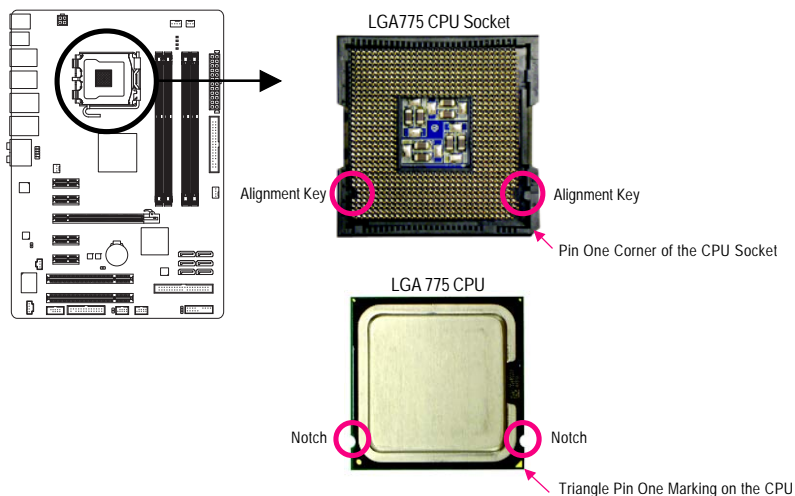 LGA775 CPU Socket
Alignment Key
Alignment Key
Pin One Corner of the CPU Socket
LGA 775 CPU
Notch
Notch
Triangle Pin One Marking on the CPU